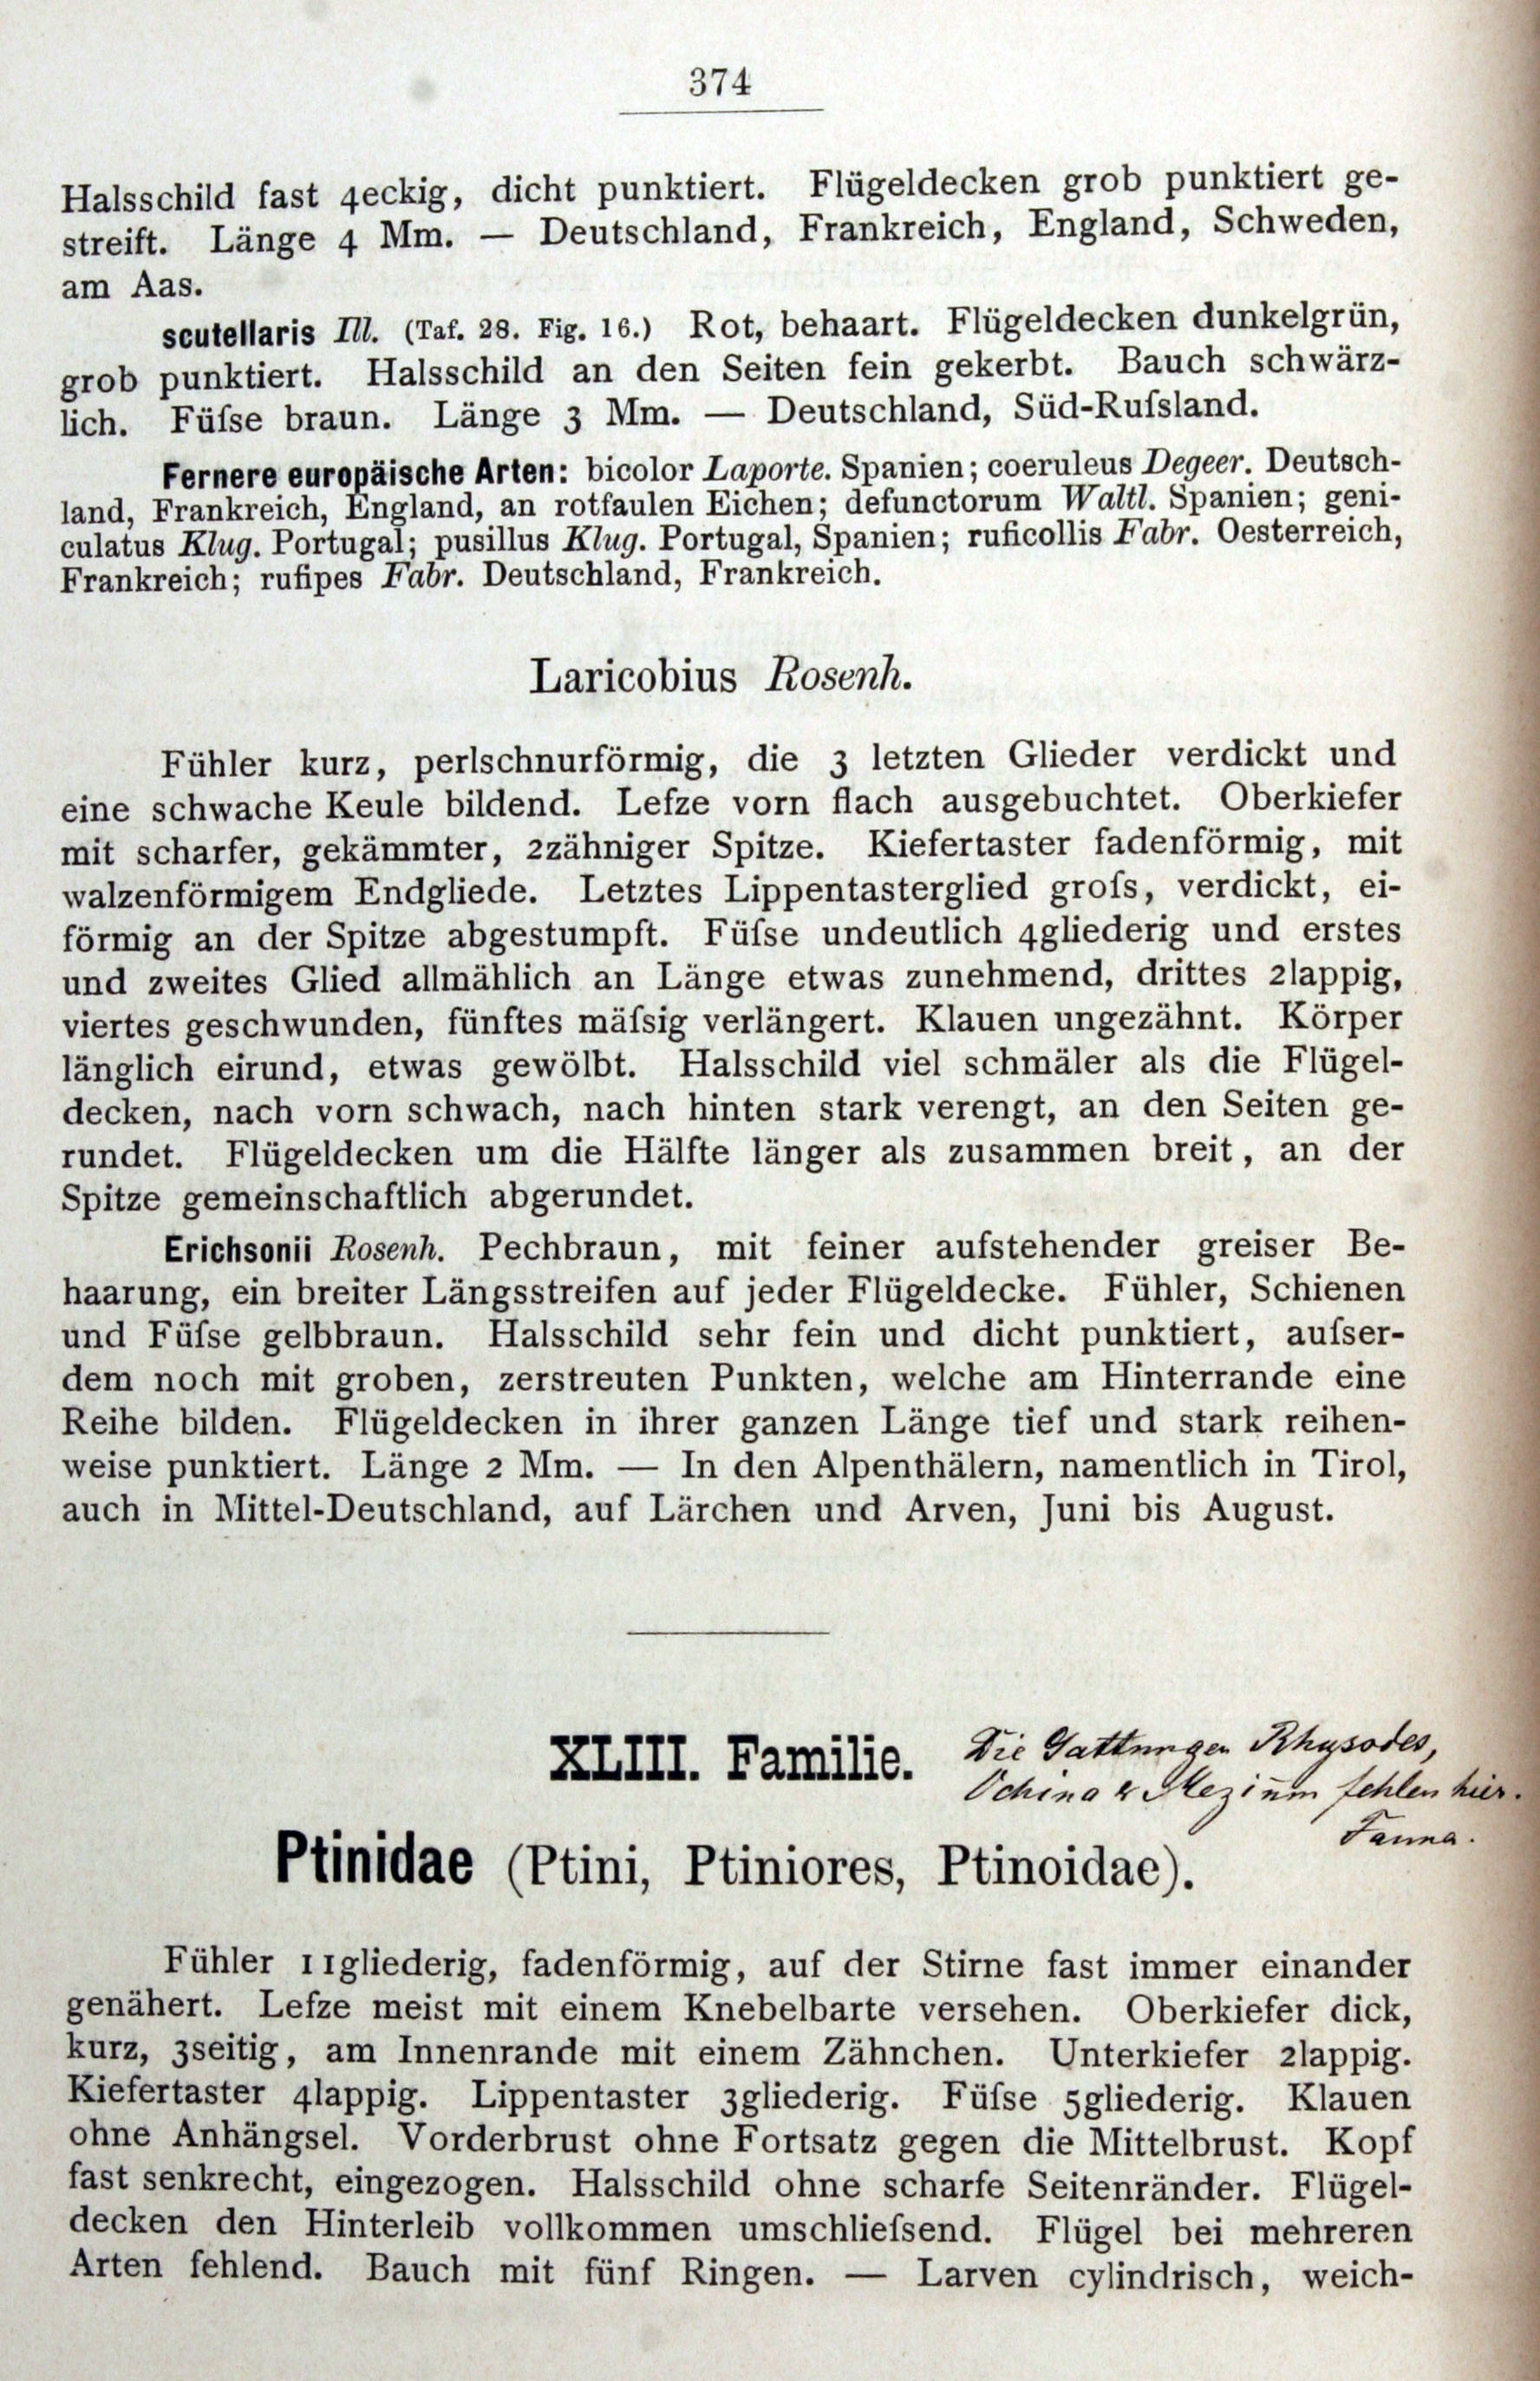 374
Halsschild fast 4eckig, dicht punktiert. Flügeldecken grob punktiert ge-
streift. Länge 4 Mm. — Deutschland, Frankreich, England, Schweden,
am Aas.
scutellaris Ill. (Taf. 28. Fig. 16.) Rot, behaart. Flügeldecken dunkelgrün,
grob punktiert. Halsschild an den Seiten fein gekerbt. Bauch schwärz-
lich. Füſse braun. Länge 3 Mm. — Deutschland, Süd-Ruſsland.
Fernere europäische Arten: bicolor Laporte. Spanien; coeruleus Degeer. Deutsch-
land, Frankreich, England, an rotfaulen Eichen; defunctorum Waltl. Spanien; geni-
culatus Klug. Portugal; pusillus Klug. Portugal, Spanien; ruficollis Fabr. Oesterreich,
Frankreich; rufipes Fabr. Deutschland, Frankreich.
Laricobius Rosenh.
Fühler kurz, perlschnurförmig, die 3 letzten Glieder verdickt und
eine schwache Keule bildend. Lefze vorn flach ausgebuchtet. Oberkiefer
mit scharfer, gekämmter, 2zähniger Spitze. Kiefertaster fadenförmig, mit
walzenförmigem Endgliede. Letztes Lippentasterglied groſs, verdickt, ei-
förmig an der Spitze abgestumpft. Füſse undeutlich 4gliederig und erstes
und zweites Glied allmählich an Länge etwas zunehmend, drittes 2lappig,
viertes geschwunden, fünftes mäſsig verlängert. Klauen ungezähnt. Körper
länglich eirund, etwas gewölbt. Halsschild viel schmäler als die Flügel-
decken, nach vorn schwach, nach hinten stark verengt, an den Seiten ge-
rundet. Flügeldecken um die Hälfte länger als zusammen breit, an der
Spitze gemeinschaftlich abgerundet.
Erichsonii Rosenh. Pechbraun, mit feiner aufstehender greiser Be-
haarung, ein breiter Längsstreifen auf jeder Flügeldecke. Fühler, Schienen
und Füſse gelbbraun. Halsschild sehr fein und dicht punktiert, auſser-
dem noch mit groben, zerstreuten Punkten, welche am Hinterrande eine
Reihe bilden. Flügeldecken in ihrer ganzen Länge tief und stark reihen-
weise punktiert. Länge 2 Mm. — In den Alpenthälern, namentlich in Tirol,
auch in Mittel-Deutschland, auf Lärchen und Arven, Juni bis August.
XLIII. Familie.
Die Gattungen Rhysodes,
Ochina & Mezium fehlen hier.
Fauna.
Ptinidae (Ptini, Ptiniores, Ptinoidae).
Fühler 11gliederig, fadenförmig, auf der Stirne fast immer einander
genähert. Lefze meist mit einem Knebelbarte versehen. Oberkiefer dick,
kurz, 3seitig, am Innenrande mit einem Zähnchen. Unterkiefer 2lappig.
Kiefertaster 4lappig. Lippentaster 3gliederig. Füſse 5gliederig. Klauen
ohne Anhängsel. Vorderbrust ohne Fortsatz gegen die Mittelbrust. Kopf
fast senkrecht, eingezogen. Halsschild ohne scharfe Seitenränder. Flügel-
decken den Hinterleib vollkommen umschlieſsend. Flügel bei mehreren
Arten fehlend. Bauch mit fünf Ringen. — Larven cylindrisch, weich-